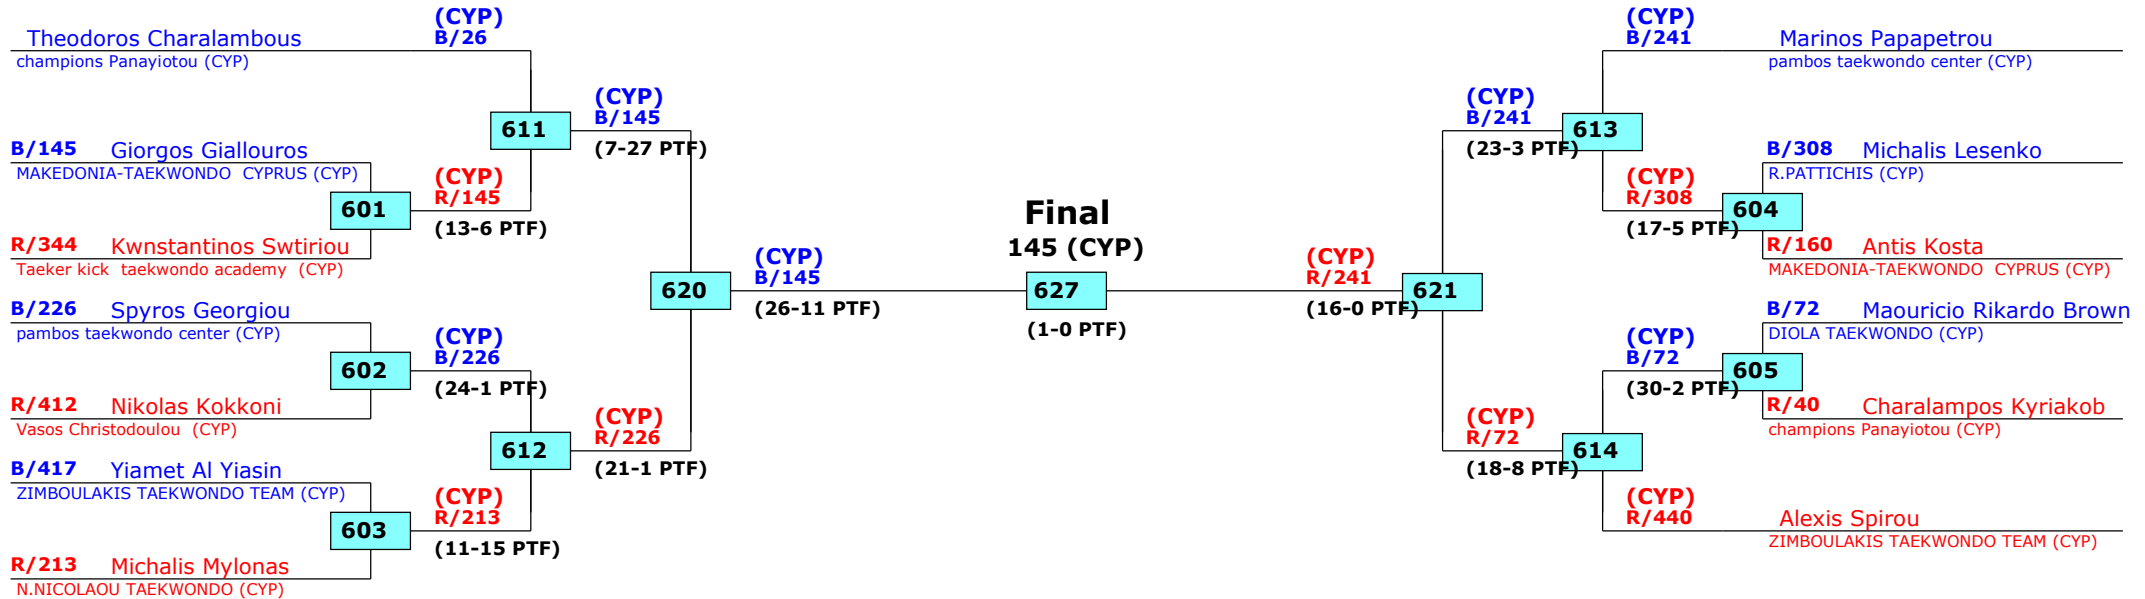 (CYP)
B/26
Theodoros Charalambous
champions Panayiotou (CYP)
611
(CYP)
B/145
(7-27 PTF)
B/145 Giorgos Giallouros
MAKEDONIA-TAEKWONDO  CYPRUS (CYP)
601
(CYP)
R/145
(13-6 PTF)
R/344 Kwnstantinos Swtiriou
Taeker kick  taekwondo academy  (CYP)
620
(CYP)
B/145
(26-11 PTF)
B/226 Spyros Georgiou
pambos taekwondo center (CYP)
602
(CYP)
B/226
(24-1 PTF)
R/412 Nikolas Kokkoni
Vasos Christodoulou  (CYP)
612
(CYP)
R/226
(21-1 PTF)
B/417 Yiamet Al Yiasin
ZIMBOULAKIS TAEKWONDO TEAM (CYP)
603
(CYP)
R/213
(11-15 PTF)
R/213 Michalis Mylonas
N.NICOLAOU TAEKWONDO (CYP)
Final
145 (CYP)
627
(1-0 PTF)
(CYP)
B/241
Marinos Papapetrou
pambos taekwondo center (CYP)
(CYP)
B/241
(23-3 PTF)
613
B/308 Michalis Lesenko
R.PATTICHIS (CYP)
(CYP)
R/308
(17-5 PTF)
604
R/160 Antis Kosta
MAKEDONIA-TAEKWONDO  CYPRUS (CYP)
(CYP)
R/241
(16-0 PTF)
621
B/72 Maouricio Rikardo Brown
DIOLA TAEKWONDO (CYP)
(CYP)
B/72
(30-2 PTF)
605
R/40 Charalampos Kyriakob
champions Panayiotou (CYP)
(CYP)
R/72
(18-8 PTF)
614
(CYP)
R/440
Alexis Spirou
ZIMBOULAKIS TAEKWONDO TEAM (CYP)